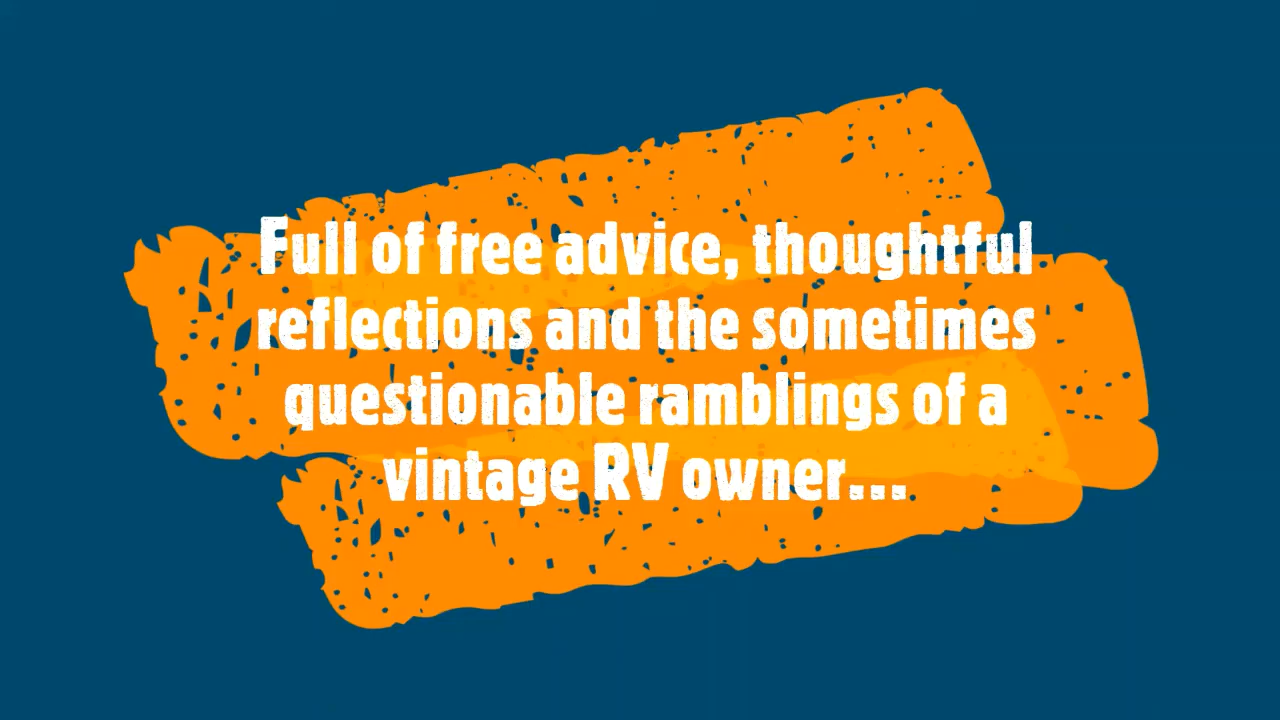 Full of free advice, thoughtful
reflections and the sometimes
questionable ramblings of a
vintage RV owner...